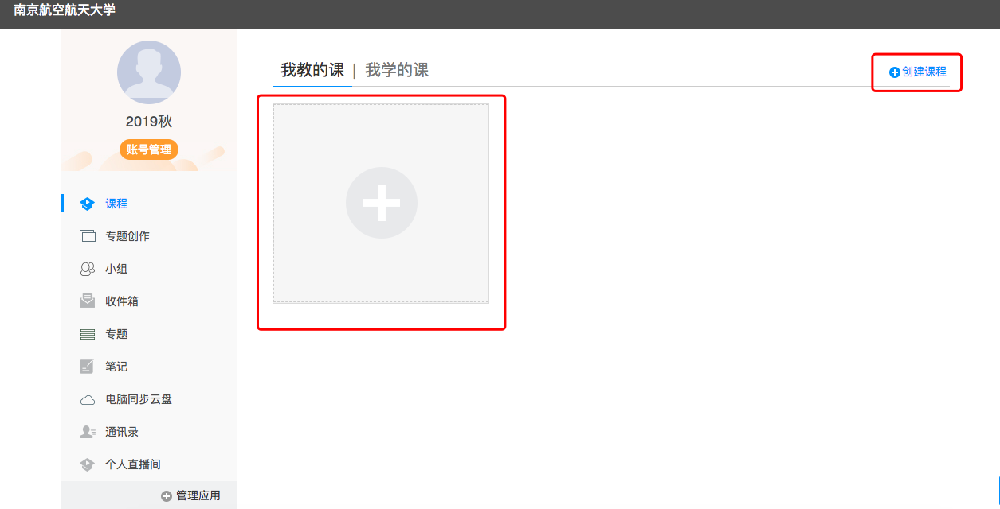 南京航空航天大学
2019秋
账号管理
课程
专题创作
小组
收件箱
专题
笔记
电脑同步云盘
通讯录
个人直播间
管理应用
我教的课 | 我学的课
创建课程